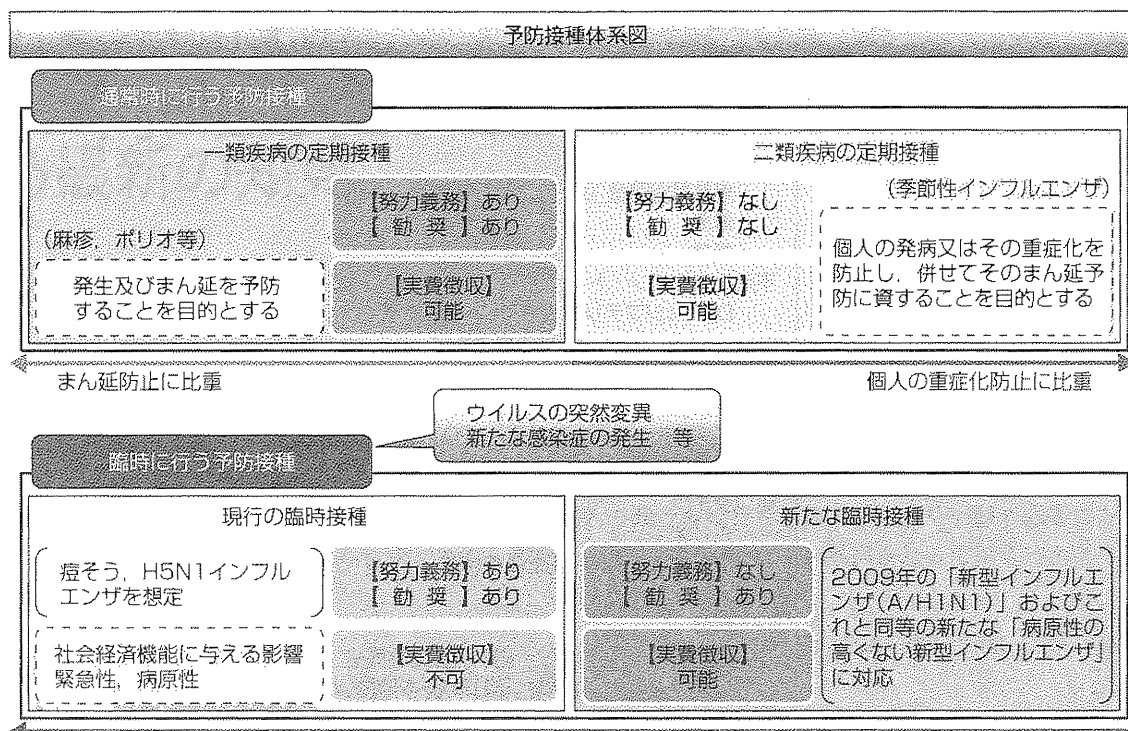 予防接種体系図
通常時に行う予防接種
一類疾病の定期接種
(麻疹，ポリオ等)
発生及びまん延を予防
することを目的とする
【努力義務】あり
【 勧 奨 】あり
【実費徴収】
可能
二類疾病の定期接種
【努力義務】なし
【 勧 奨 】なし
【実費徴収】
可能
(季節性インフルエンザ)
個人の発病又はその重症化を
防止し，併せてそのまん延予
防に資することを目的とする
まん延防止に比重
個人の重症化防止に比重
ウイルスの突然変異
新たな感染症の発生 等
臨時に行う予防接種
現行の臨時接種
痘そう，H5N1インフル
エンザを想定
社会経済機能に与える影響
緊急性，病原性
【努力義務】あり
【 勧 奨 】あり
【実費徴収】
不可
新たな臨時接種
【努力義務】なし
【 勧 奨 】あり
【実費徴収】
可能
2009年の「新型インフルエ
ンザ(A/H1N1)」およびこ
れと同等の新たな「病原性の
高くない新型インフルエンザ」
に対応